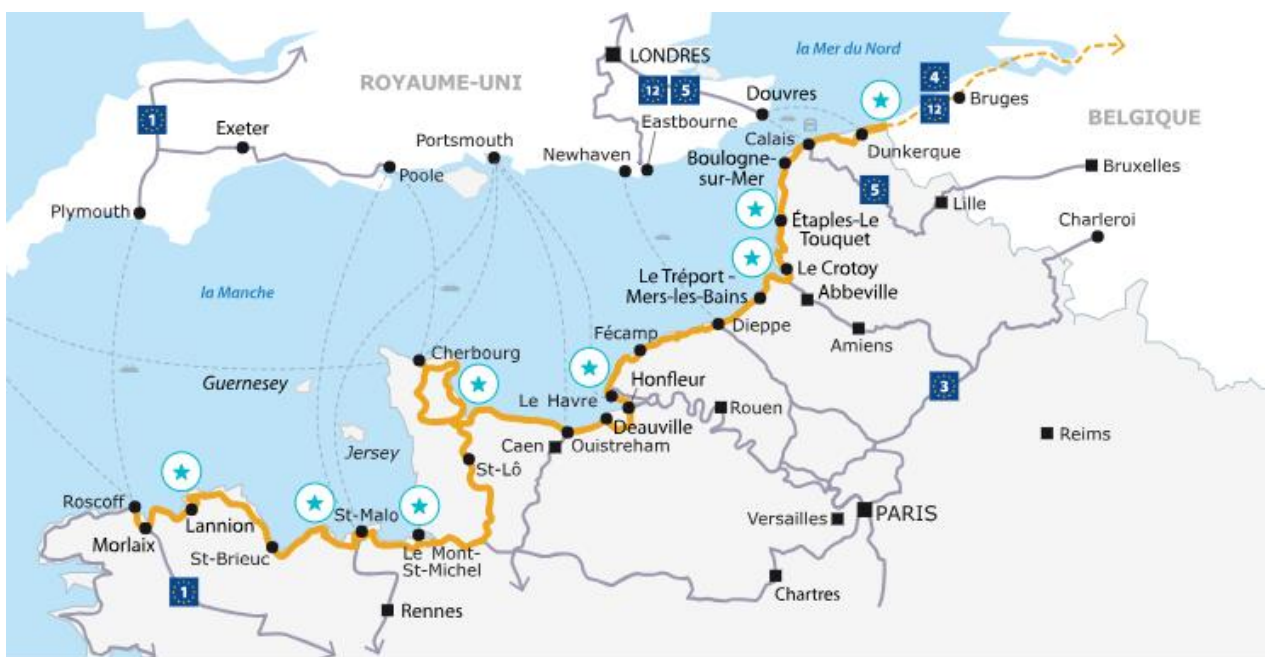 LONDRES
la Mer du Nord
ROYAUME-UNI
12
5
Douvres
4
12
Bruges
BELGIQUE
1
Exeter
Portsmouth
Eastbourne
Newhaven
Calais
Dunkerque
Poole
Boulogne-
sur-Mer
Bruxelles
5
Lille
Plymouth
Étaples-Le
Touquet
Charleroi
la Manche
Le Crotoy
Le Tréport -
Mers-les-Bains
Abbeville
Dieppe
Amiens
Fécamp
Cherbourg
Guernesey
Honfleur
3
Le Havre
Rouen
Deauville
Reims
Jersey
Caen
Ouistreham
St-Lô
Roscoff
St-Malo
Lannion
Versailles
PARIS
Morlaix
St-Brieuc
Le Mont-
St-Michel
1
Rennes
Chartres